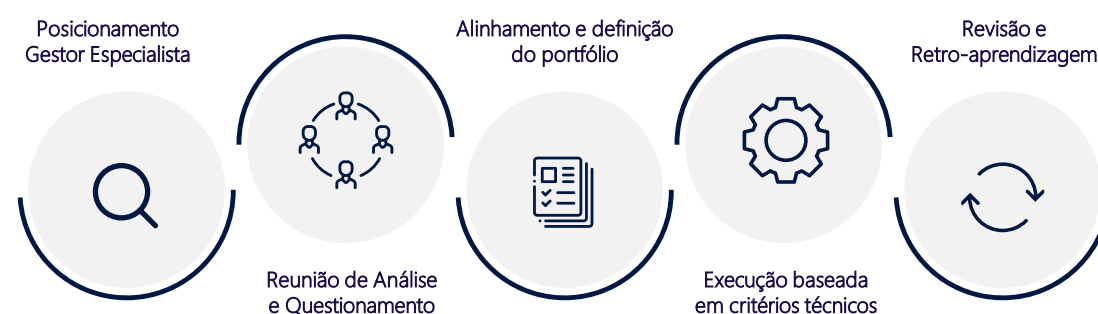 Posicionamento
Gestor Especialista
Reunião de Análise
e Questionamento
Alinhamento e definição
do portfólio
Execução baseada
em critérios técnicos
Revisão e
Retro-aprendizagem